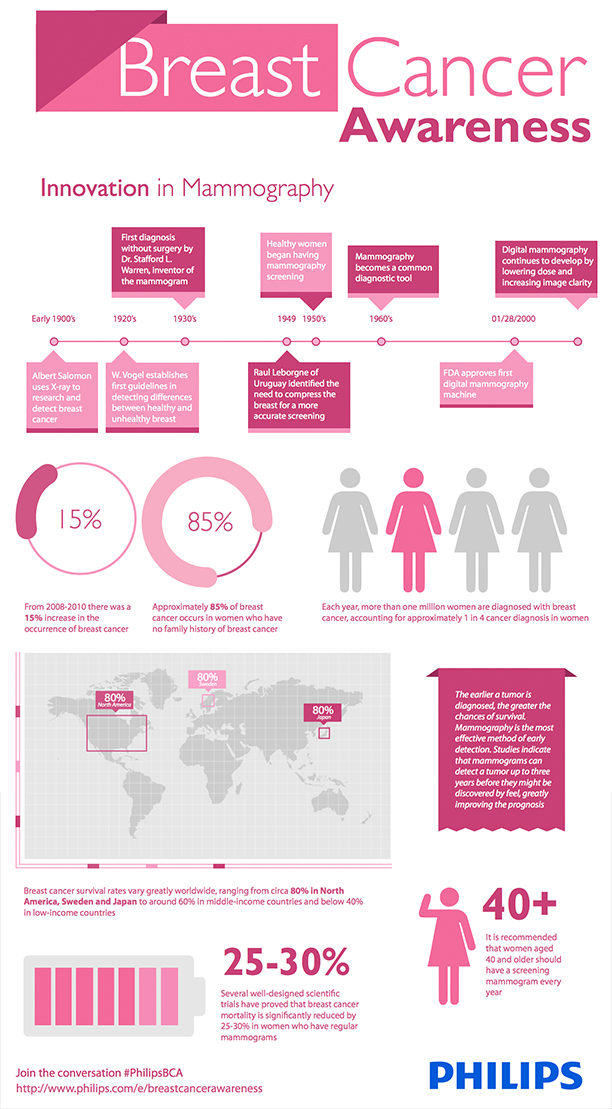 Breast Cancer
Awareness
Innovation in Mammography
First diagnosis
without surgery by
Dr. Stafford L.
Warren, inventor of
the mammogram
Healthy women
began having
mammography
screening
Mammography
becomes a common
diagnostic tool
Digital mammography
continues to develop by
lowering dose and
increasing image clarity
Early 1900's
1920's
1930's
1949
1950's
1960's
01/28/2000
Albert Salomon
uses X-ray to
research and
detect breast
cancer
W. Vogel establishes
first guidelines in
detecting differences
between healthy and
unhealthy breast
Raul Leborgne of
Uruguay identified the
need to compress the
breast for a more
accurate screening
FDA approves first
digital mammography
machine
15%
85%
From 2008-2010 there was a
15% increase in the
occurrence of breast cancer
Approximately 85% of breast
cancer occurs in women who have
no family history of breast cancer
Each year, more than one million women are diagnosed with breast
cancer, accounting for approximately 1 in 4 cancer diagnosis in women
80%
North America
80%
Sweden
80%
Japan
The earlier a tumor is
diagnosed, the greater the
chances of survival.
Mammography is the most
effective method of early
detection. Studies indicate
that mammograms can
detect a tumor up to three
years before they might be
discovered by feel, greatly
improving the prognosis
Breast cancer survival rates vary greatly worldwide, ranging from circa 80% in North
America, Sweden and Japan to around 60% in middle-income countries and below 40%
in low-income countries
40+
It is recommended
that women aged
40 and older should
have a screening
mammogram every
year
25-30%
Several well-designed scientific
trials have proved that breast cancer
mortality is significantly reduced by
25-30% in women who have regular
mammograms
Join the conversation #PhilipsBCA
http://www.philips.com/e/breastcancerawareness
PHILIPS